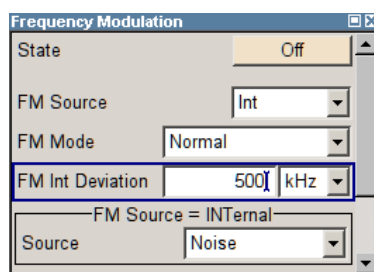 Frequency Modulation
State Off
FM Source Int
FM Mode Normal
FM Int Deviation 500 kHz
FM Source = INTernal
Source Noise